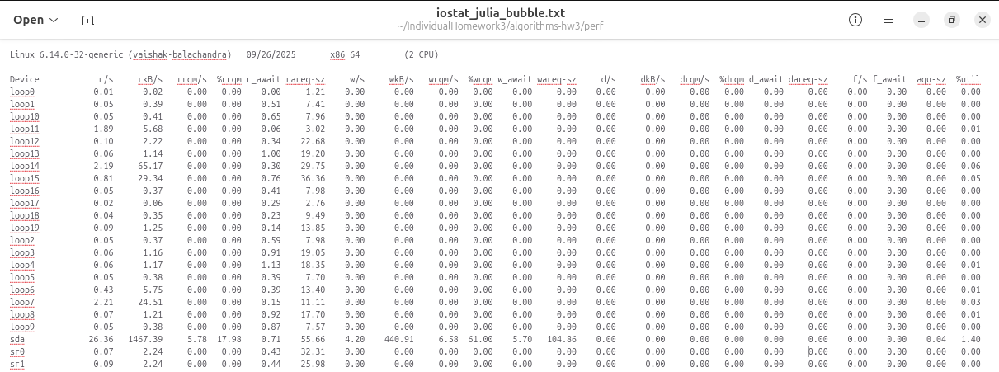 Open
iostat_julia_bubble.txt
~/IndividualHomework3/algorithms-hw3/perf
Linux 6.14.0-32-generic (vaishak-balachandra) 09/26/2025 _x86_64_ (2 CPU)
Device r/s rkB/s rrqm/s %rrqm r_await rareq-sz w/s wkB/s wrqm/s %wrqm w_await wareq-sz d/s dkB/s drqm/s %drqm d_await dareq-sz f/s f_await aqu-sz %util
loop0 0.01 0.02 0.00 0.00 0.00 1.21 0.00 0.00 0.00 0.00 0.00 0.00 0.00 0.00 0.00 0.00 0.00 0.00 0.00 0.00 0.00 0.00
loop1 0.05 0.39 0.00 0.00 0.51 7.41 0.00 0.00 0.00 0.00 0.00 0.00 0.00 0.00 0.00 0.00 0.00 0.00 0.00 0.00 0.00 0.00
loop10 0.05 0.41 0.00 0.00 0.65 7.96 0.00 0.00 0.00 0.00 0.00 0.00 0.00 0.00 0.00 0.00 0.00 0.00 0.00 0.00 0.00 0.00
loop11 1.89 5.68 0.00 0.00 0.06 3.02 0.00 0.00 0.00 0.00 0.00 0.00 0.00 0.00 0.00 0.00 0.00 0.00 0.00 0.00 0.00 0.01
loop12 0.10 2.22 0.00 0.00 0.34 22.68 0.00 0.00 0.00 0.00 0.00 0.00 0.00 0.00 0.00 0.00 0.00 0.00 0.00 0.00 0.00 0.00
loop13 0.06 1.14 0.00 0.00 1.00 19.20 0.00 0.00 0.00 0.00 0.00 0.00 0.00 0.00 0.00 0.00 0.00 0.00 0.00 0.00 0.00 0.00
loop14 2.19 65.17 0.00 0.00 0.30 29.75 0.00 0.00 0.00 0.00 0.00 0.00 0.00 0.00 0.00 0.00 0.00 0.00 0.00 0.00 0.00 0.06
loop15 0.81 29.34 0.00 0.00 0.76 36.36 0.00 0.00 0.00 0.00 0.00 0.00 0.00 0.00 0.00 0.00 0.00 0.00 0.00 0.00 0.00 0.05
loop16 0.05 0.37 0.00 0.00 0.41 7.98 0.00 0.00 0.00 0.00 0.00 0.00 0.00 0.00 0.00 0.00 0.00 0.00 0.00 0.00 0.00 0.00
loop17 0.02 0.06 0.00 0.00 0.29 2.76 0.00 0.00 0.00 0.00 0.00 0.00 0.00 0.00 0.00 0.00 0.00 0.00 0.00 0.00 0.00 0.00
loop18 0.04 0.35 0.00 0.00 0.23 9.49 0.00 0.00 0.00 0.00 0.00 0.00 0.00 0.00 0.00 0.00 0.00 0.00 0.00 0.00 0.00 0.00
loop19 0.09 1.25 0.00 0.00 0.14 13.85 0.00 0.00 0.00 0.00 0.00 0.00 0.00 0.00 0.00 0.00 0.00 0.00 0.00 0.00 0.00 0.00
loop2 0.05 0.37 0.00 0.00 0.59 7.98 0.00 0.00 0.00 0.00 0.00 0.00 0.00 0.00 0.00 0.00 0.00 0.00 0.00 0.00 0.00 0.00
loop3 0.06 1.16 0.00 0.00 0.91 19.05 0.00 0.00 0.00 0.00 0.00 0.00 0.00 0.00 0.00 0.00 0.00 0.00 0.00 0.00 0.00 0.00
loop4 0.06 1.17 0.00 0.00 1.13 18.35 0.00 0.00 0.00 0.00 0.00 0.00 0.00 0.00 0.00 0.00 0.00 0.00 0.00 0.00 0.00 0.01
loop5 0.05 0.38 0.00 0.00 0.39 7.70 0.00 0.00 0.00 0.00 0.00 0.00 0.00 0.00 0.00 0.00 0.00 0.00 0.00 0.00 0.00 0.00
loop6 0.43 5.75 0.00 0.00 0.39 13.40 0.00 0.00 0.00 0.00 0.00 0.00 0.00 0.00 0.00 0.00 0.00 0.00 0.00 0.00 0.00 0.01
loop7 2.21 24.51 0.00 0.00 0.15 11.11 0.00 0.00 0.00 0.00 0.00 0.00 0.00 0.00 0.00 0.00 0.00 0.00 0.00 0.00 0.00 0.03
loop8 0.07 1.21 0.00 0.00 0.92 17.70 0.00 0.00 0.00 0.00 0.00 0.00 0.00 0.00 0.00 0.00 0.00 0.00 0.00 0.00 0.00 0.01
loop9 0.05 0.38 0.00 0.00 0.87 7.57 0.00 0.00 0.00 0.00 0.00 0.00 0.00 0.00 0.00 0.00 0.00 0.00 0.00 0.00 0.00 0.00
sda 26.36 1467.39 5.78 17.98 0.71 55.66 4.20 440.91 6.58 61.00 5.70 104.86 0.00 0.00 0.00 0.00 0.00 0.00 0.00 0.00 0.04 1.40
sr0 0.07 2.24 0.00 0.00 0.43 32.31 0.00 0.00 0.00 0.00 0.00 0.00 0.00 0.00 0.00 0.00 0.00 0.00 0.00 0.00 0.00 0.00
sr1 0.09 2.24 0.00 0.00 0.44 25.98 0.00 0.00 0.00 0.00 0.00 0.00 0.00 0.00 0.00 0.00 0.00 0.00 0.00 0.00 0.00 0.00